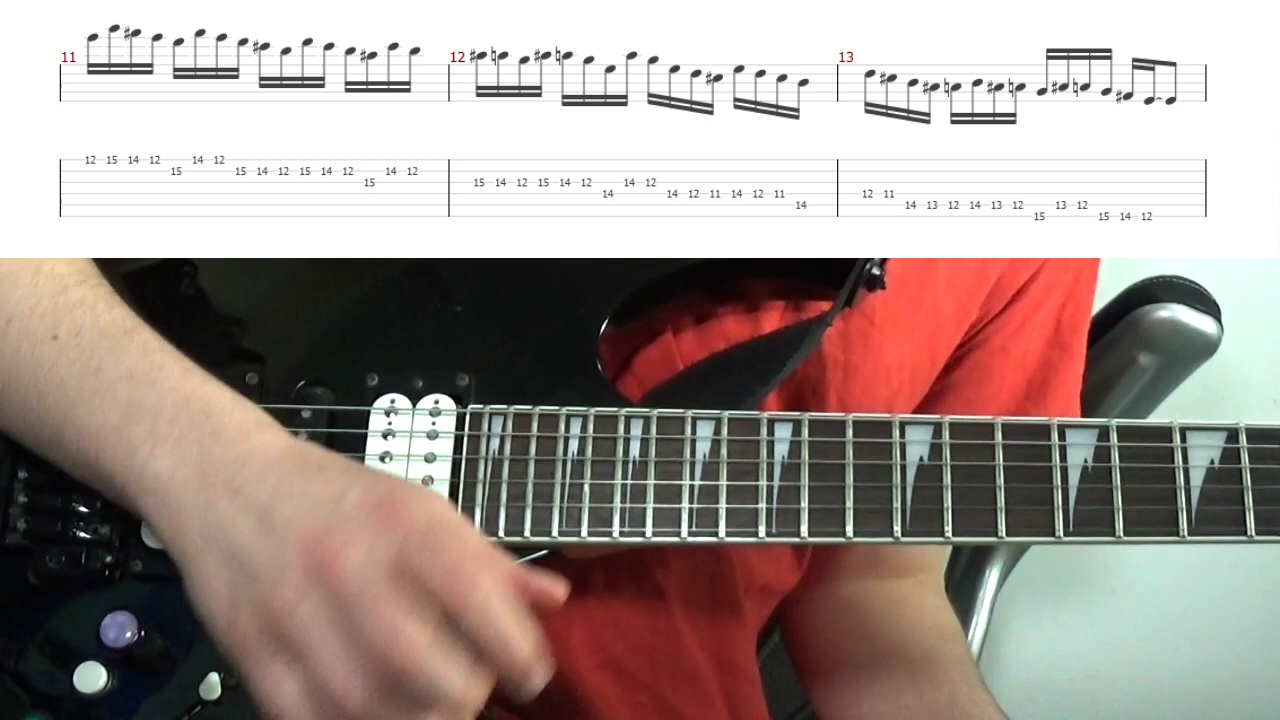 11 12 13
12 15 14 12 14 12
15 15 14 12 15 14 12 14 12
15 15 14 12 15 14 12 14 12
14 14 12 11 14 12 11 12 11
14 14 13 12 14 13 12 13 12
15 15 14 12